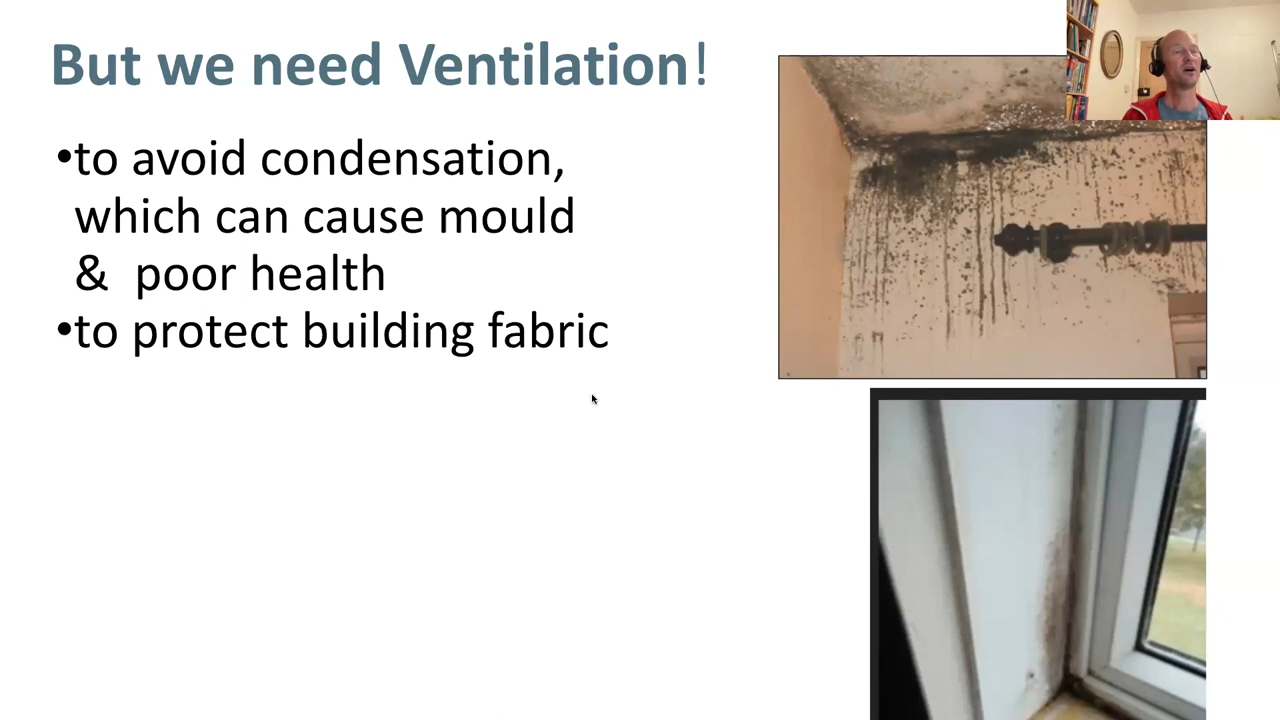 But we need Ventilation!
•to avoid condensation,
which can cause mould
& poor health
•to protect building fabric